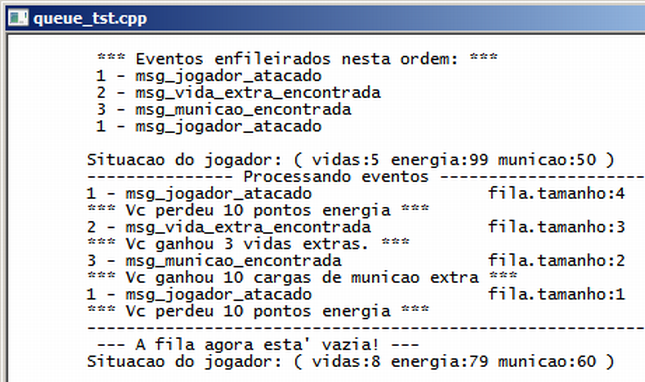 queue_tst.cpp
*** Eventos enfileirados nesta ordem: ***
1 - msg_jogador_atacado
2 - msg_vida_extra_encontrada
3 - msg_municao_encontrada
1 - msg_jogador_atacado
Situacao do jogador: ( vidas:5 energia:99 municao:50 )
--------------- Processando eventos ---------------------
1 - msg_jogador_atacado fila.tamanho:4
*** Vc perdeu 10 pontos energia ***
2 - msg_vida_extra_encontrada fila.tamanho:3
*** Vc ganhou 3 vidas extras. ***
3 - msg_municao_encontrada fila.tamanho:2
*** Vc ganhou 10 cargas de municao extra ***
1 - msg_jogador_atacado fila.tamanho:1
*** Vc perdeu 10 pontos energia ***
---------------------------------------------------------
--- A fila agora esta' vazia! ---
Situacao do jogador: ( vidas:8 energia:79 municao:60 )